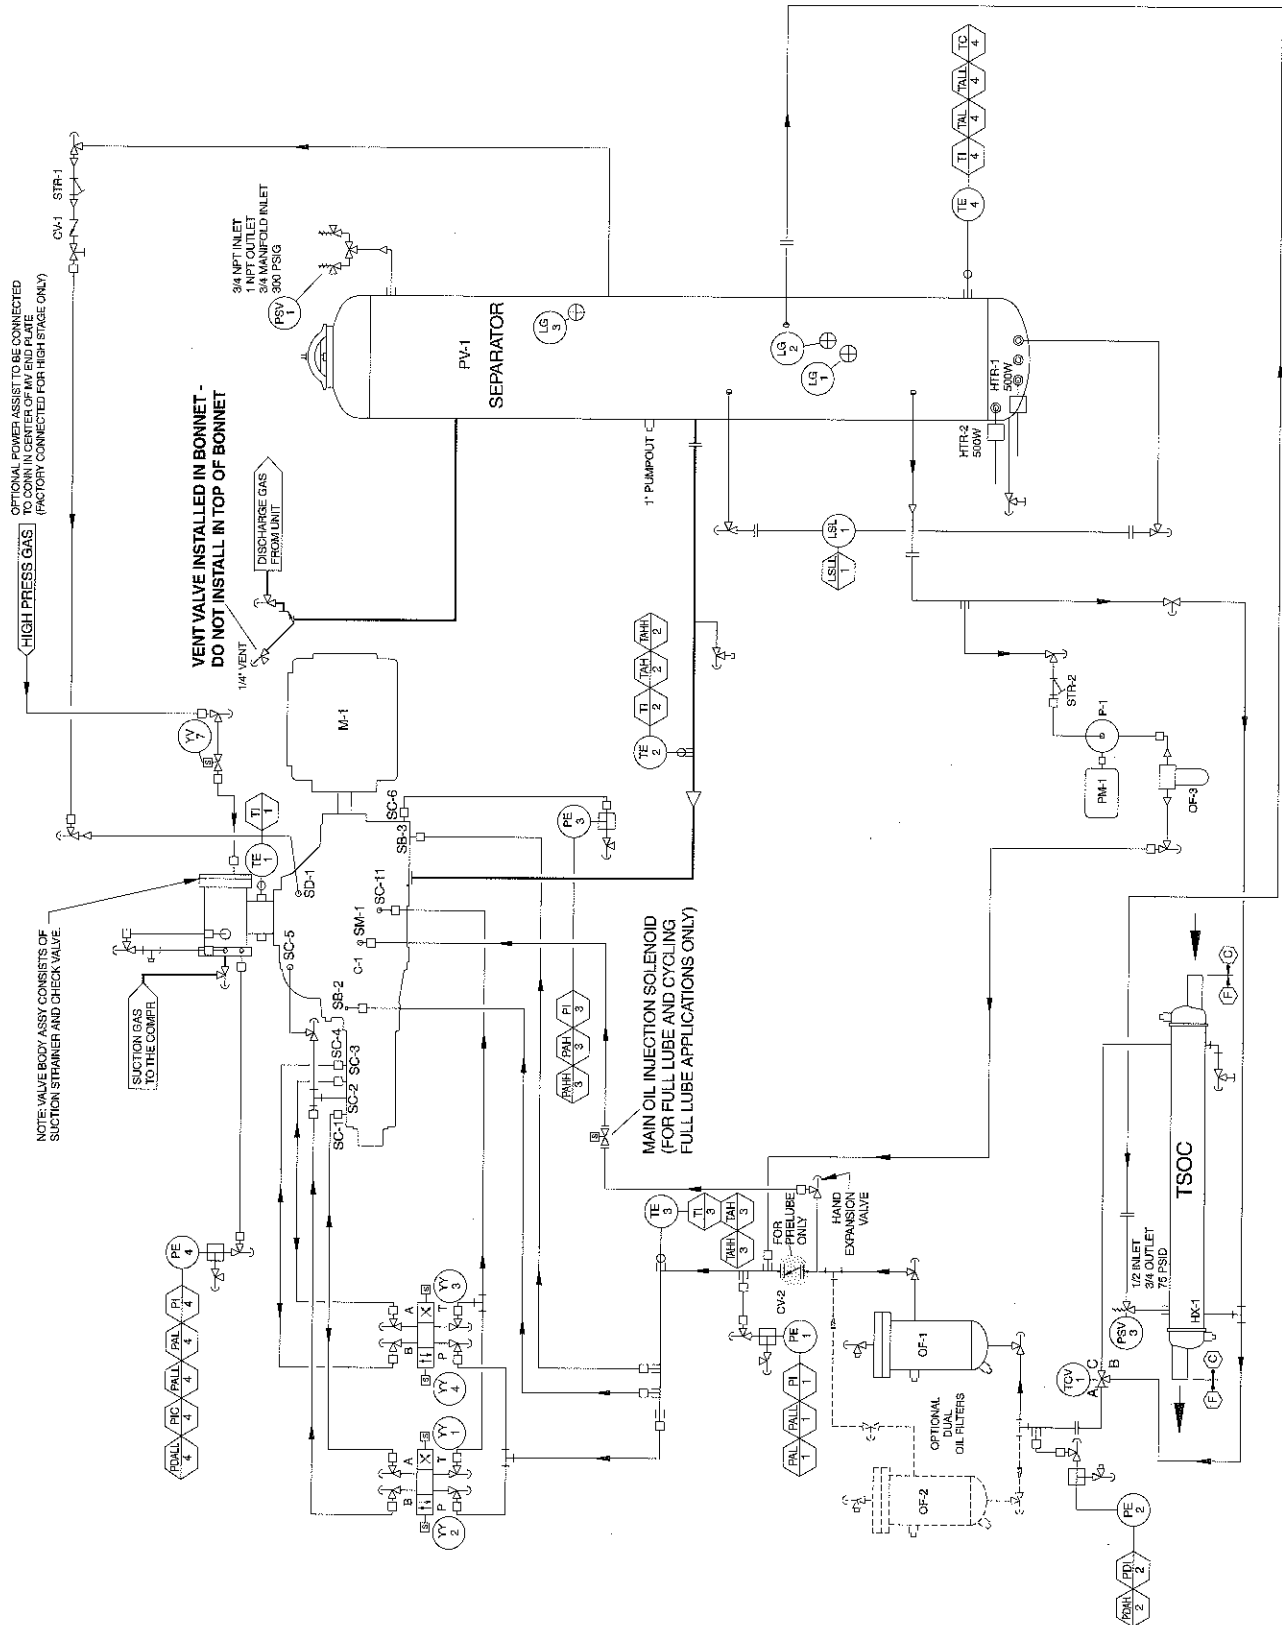 OPTIONAL POWER ASSIST TO BE CONNECTED
TO CONN IN CENTER OF MV END PLATE
(FACTORY CONNECTED FOR HIGH STAGE ONLY)
HIGH PRESS GAS
CV-1
STR-1
NOTE: VALVE BODY ASSY CONSISTS OF
SUCTION STRAINER AND CHECK VALVE.
SUCTION GAS
TO THE COMPR
YV
7
TE
1
TI
1
VENT VALVE INSTALLED IN BONNET -
DO NOT INSTALL IN TOP OF BONNET
1/4" VENT
DISCHARGE GAS
FROM UNIT
3/4 NPT INLET
1 NPT OUTLET
3/4 MANIFOLD INLET
300 PSIG
PSV
1
PV-1
SEPARATOR
LG
3
LG
2
LG
1
1" PUMPOUT
HTR-1
500W
HTR-2
500W
TE
4
TI
4
TAL
4
TALL
4
TC
4
LSL
1
LSLL
1
M-1
SD-1
SC-5
SC-6
SB-3
SC-11
SM-1
C-1
SB-2
SC-4
SC-3
SC-2
SC-1
TE
2
TI
2
TAH
2
TAHH
2
PE
3
PAHH
3
PAH
3
PI
3
PDALL
4
PIC
4
PALL
4
PAL
4
PI
4
PE
4
YY
3
YY
4
YY
1
YY
2
A
B
T
P
A
B
T
P
S
S
S
S
S
S
MAIN OIL INJECTION SOLENOID
(FOR FULL LUBE AND CYCLING
FULL LUBE APPLICATIONS ONLY)
TE
3
TI
3
TAH
3
TAHH
3
FOR
PRELUBE
ONLY
CV-2
HAND
EXPANSION
VALVE
PAL
1
PALL
1
PI
1
PE
1
STR-2
P-1
PM-1
OF-3
OF-1
OPTIONAL
DUAL
OIL FILTERS
OF-2
PE
2
PDAH
2
PDI
2
TCV
1
A
B
C
PSV
3
1/2 INLET
3/4 OUTLET
75 PSID
HX-1
TSOC
F
C
F
C